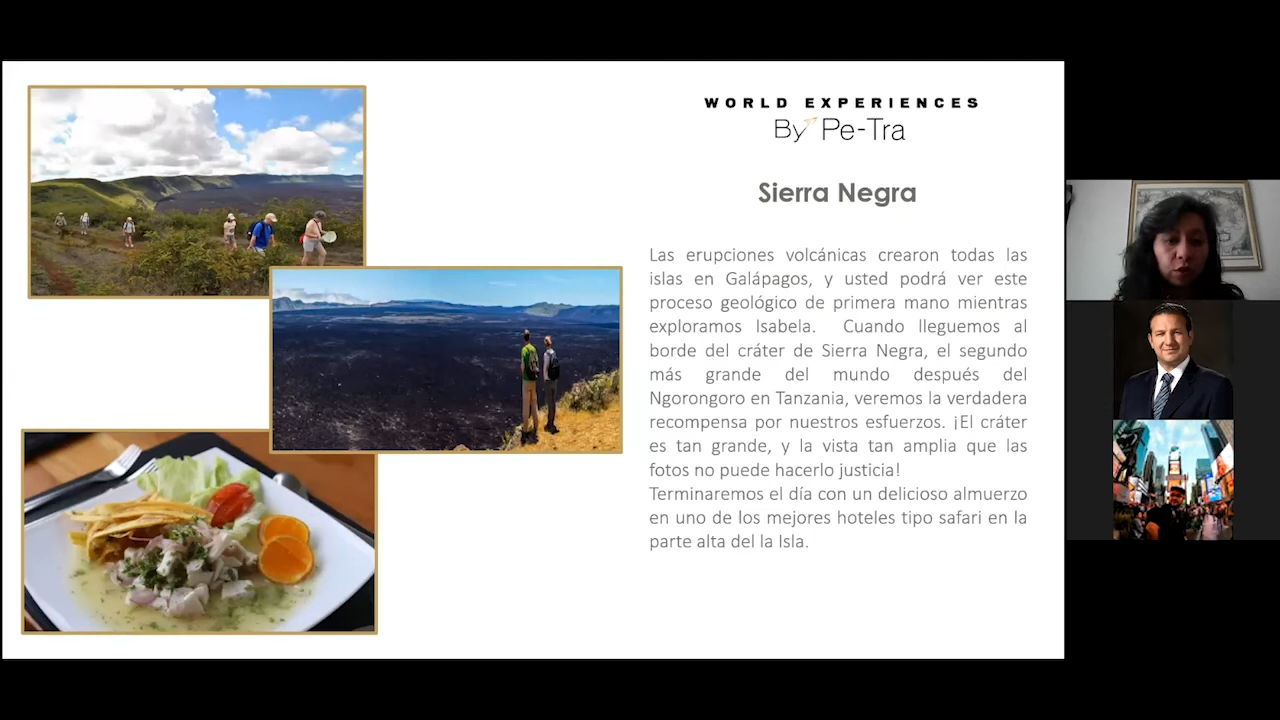 WORLD EXPERIENCES
By Pe-Tra
Sierra Negra
Las erupciones volcánicas crearon todas las
islas en Galápagos, y usted podrá ver este
proceso geológico de primera mano mientras
exploramos Isabela. Cuando lleguemos al
borde del cráter de Sierra Negra, el segundo
más grande del mundo después del
Ngorongoro en Tanzania, veremos la verdadera
recompensa por nuestros esfuerzos. ¡El cráter
es tan grande, y la vista tan amplia que las
fotos no puede hacerlo justicia!
Terminaremos el día con un delicioso almuerzo
en uno de los mejores hoteles tipo safari en la
parte alta del la Isla.